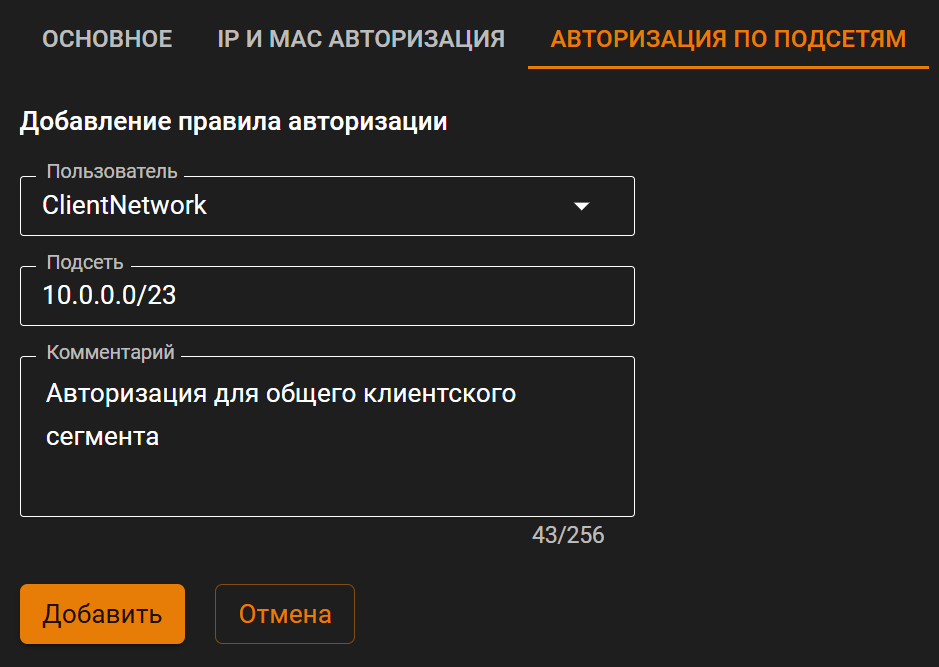 ОСНОВНОЕ IP И MAC АВТОРИЗАЦИЯ АВТОРИЗАЦИЯ ПО ПОДСЕТЯМ
Добавление правила авторизации
Пользователь
ClientNetwork
Подсеть
10.0.0.0/23
Комментарий
Авторизация для общего клиентского
сегмента
43/256
Добавить Отмена